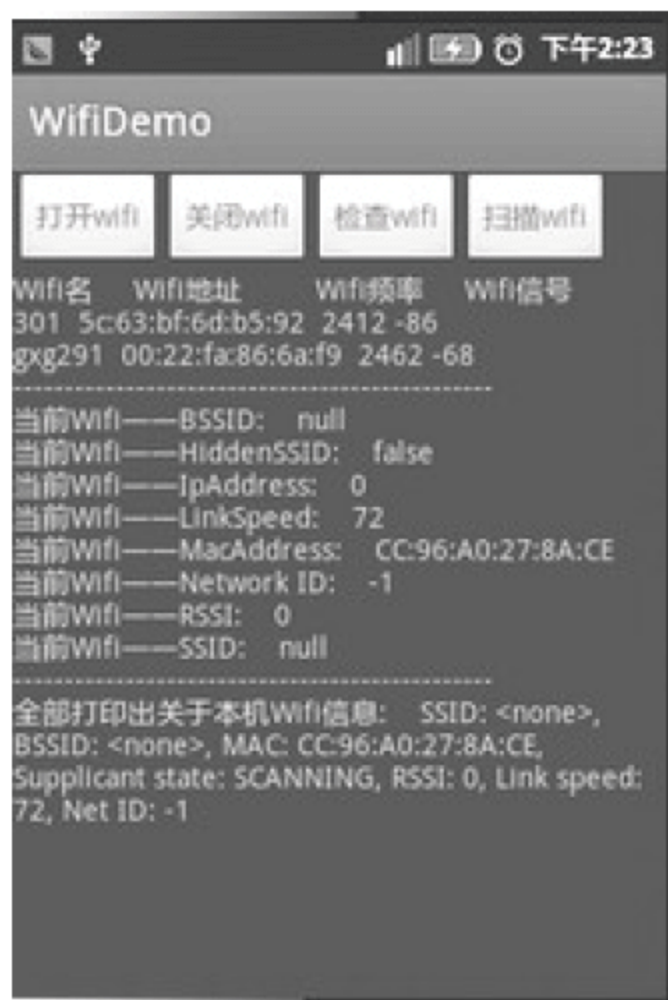 下午2:23
WifiDemo
打开wifi 关闭wifi 检查wifi 扫描wifi
Wifi名 Wifi地址 Wifi频率 Wifi信号
301 5c:63:bf:6d:b5:92 2412 -86
gxg291 00:22:fa:86:6a:f9 2462 -68
--------------------------------------------------
当前Wifi——BSSID: null
当前Wifi——HiddenSSID: false
当前Wifi——IpAddress: 0
当前Wifi——LinkSpeed: 72
当前Wifi——MacAddress: CC:96:A0:27:8A:CE
当前Wifi——Network ID: -1
当前Wifi——RSSI: 0
当前Wifi——SSID: null
--------------------------------------------------
全部打印出关于本机Wifi信息: SSID: <none>,
BSSID: <none>, MAC: CC:96:A0:27:8A:CE,
Supplicant state: SCANNING, RSSI: 0, Link speed:
72, Net ID: -1